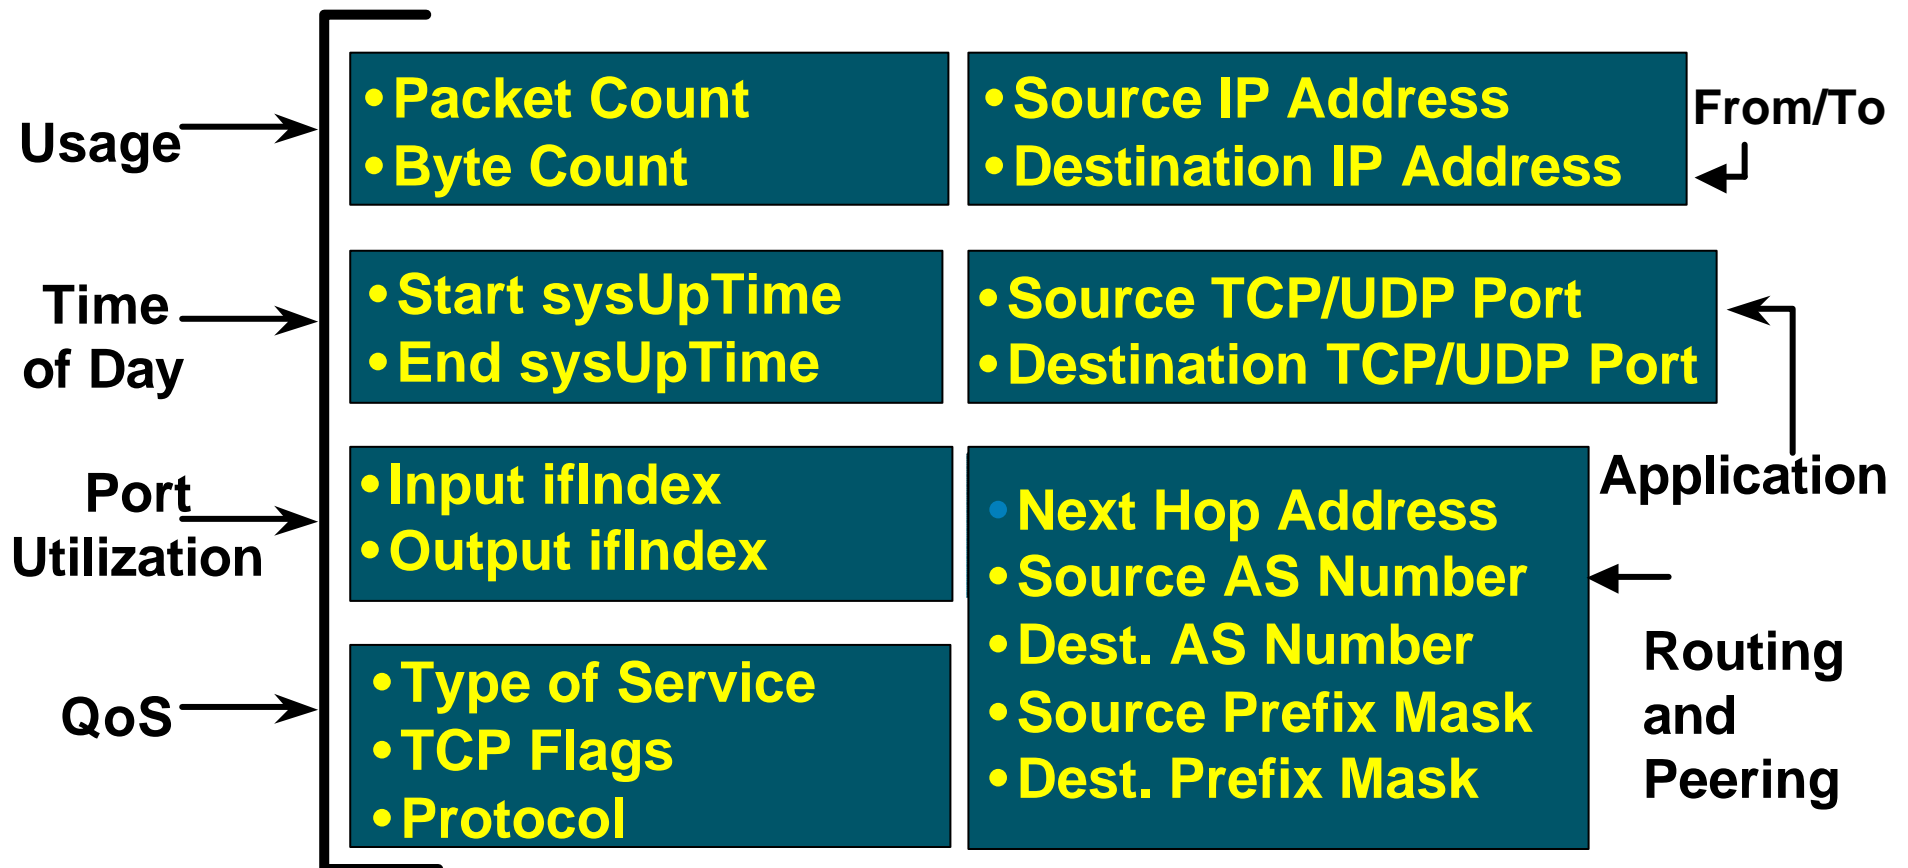 Usage
• Packet Count
• Byte Count
• Source IP Address
• Destination IP Address
From/To
Time
of Day
• Start sysUpTime
• End sysUpTime
• Source TCP/UDP Port
• Destination TCP/UDP Port
Application
Port
Utilization
• Input ifIndex
• Output ifIndex
• Next Hop Address
• Source AS Number
• Dest. AS Number
• Source Prefix Mask
• Dest. Prefix Mask
Routing
and
Peering
QoS
• Type of Service
• TCP Flags
• Protocol